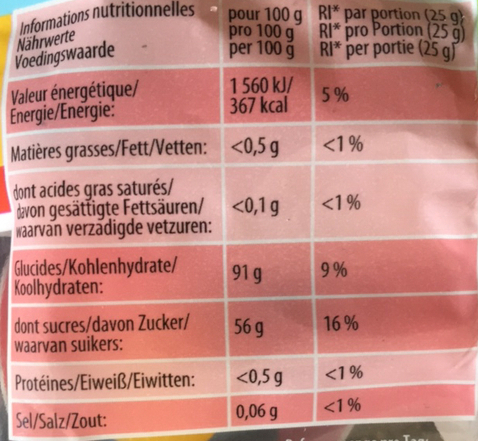 Informations nutritionnelles
Nährwerte
Voedingswaarde
pour 100 g
pro 100 g
per 100 g
RI* par portion (25 g)
RI* pro Portion (25 g)
RI* per portie (25 g)
Valeur énergétique/
Energie/Energie:
1 560 kJ/
367 kcal
5 %
Matières grasses/Fett/Vetten:
<0,5 g
<1 %
dont acides gras saturés/
davon gesättigte Fettsäuren/
waarvan verzadigde vetzuren:
<0,1 g
<1 %
Glucides/Kohlenhydrate/
Koolhydraten:
91 g
9 %
dont sucres/davon Zucker/
waarvan suikers:
56 g
16 %
Protéines/Eiweiß/Eiwitten:
<0,5 g
<1 %
Sel/Salz/Zout:
0,06 g
<1 %